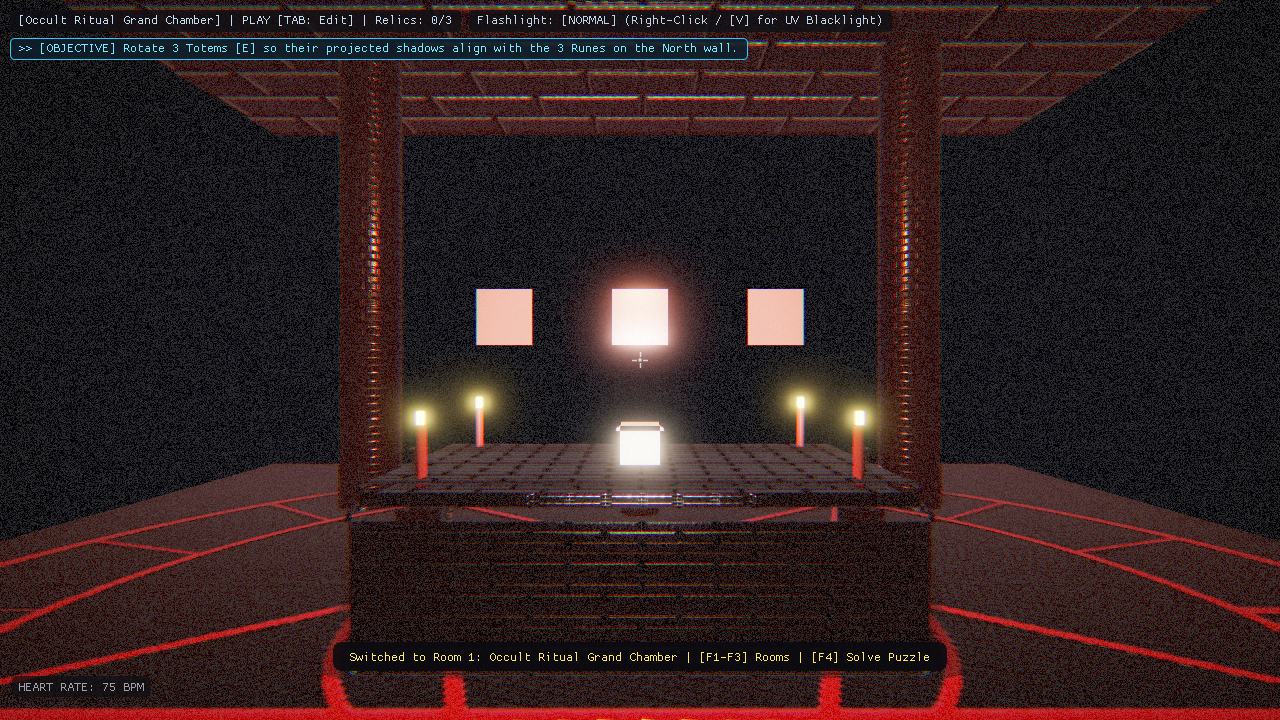 [Occult Ritual Grand Chamber] | PLAY [TAB: Edit] | Relics: 0/3 Flashlight: [NORMAL] (Right-Click / [V] for UV Blacklight)
>> [OBJECTIVE] Rotate 3 Totems [E] so their projected shadows align with the 3 Runes on the North wall.
Switched to Room 1: Occult Ritual Grand Chamber | [F1-F3] Rooms | [F4] Solve Puzzle
HEART RATE: 75 BPM